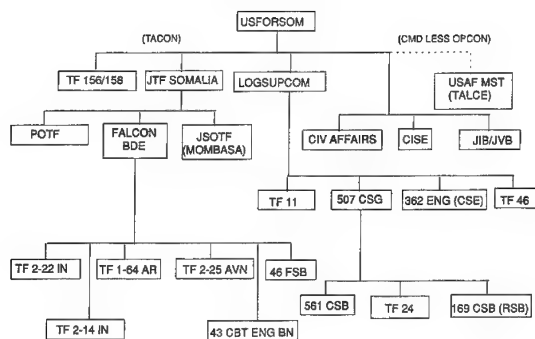 USFORSOM
(TACON)
(CMD LESS OPCON)
TF 156/158
JTF SOMALIA
LOGSUPCOM
USAF MST
(TALCE)
POTF
FALCON
BDE
JSOTF
(MOMBASA)
CIV AFFAIRS
CISE
JIB/JVB
TF 11
507 CSG
362 ENG (CSE)
TF 46
TF 2-22 IN
TF 1-64 AR
TF 2-25 AVN
46 FSB
TF 2-14 IN
43 CBT ENG BN
561 CSB
TF 24
169 CSB (RSB)